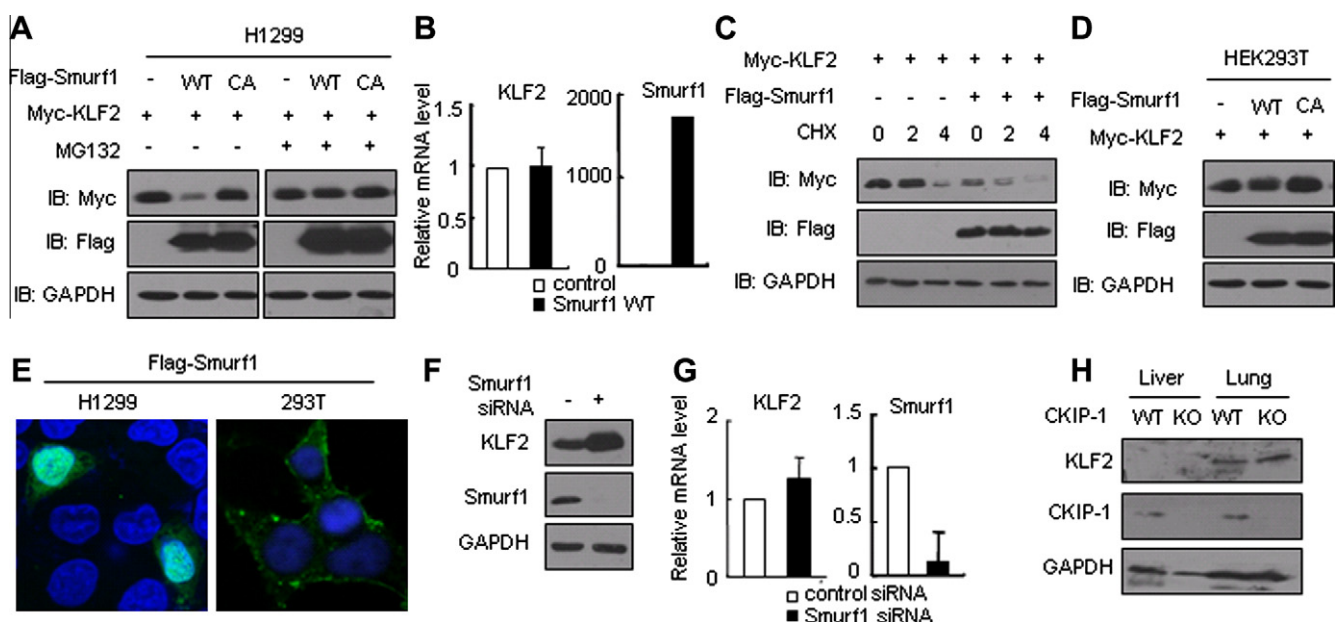 A
H1299
Flag-Smurf1 - WT CA - WT CA
Myc-KLF2 + + + + + +
MG132 - - - + + +
IB: Myc
IB: Flag
IB: GAPDH
B
Relative mRNA level
KLF2
1.5
1
0.5
0
Smurf1
2000
1000
0
control
Smurf1 WT
C
Myc-KLF2 + + + + + +
Flag-Smurf1 - - - + + +
CHX 0 2 4 0 2 4
IB: Myc
IB: Flag
IB: GAPDH
D
HEK293T
Flag-Smurf1 - WT CA
Myc-KLF2 + + +
IB: Myc
IB: Flag
IB: GAPDH
E
Flag-Smurf1
H1299 293T
F
Smurf1
siRNA - +
KLF2
Smurf1
GAPDH
G
Relative mRNA level
KLF2
2
1
0
Smurf1
1.5
1
0.5
0
control siRNA
Smurf1 siRNA
H
Liver Lung
CKIP-1 WT KO WT KO
KLF2
CKIP-1
GAPDH